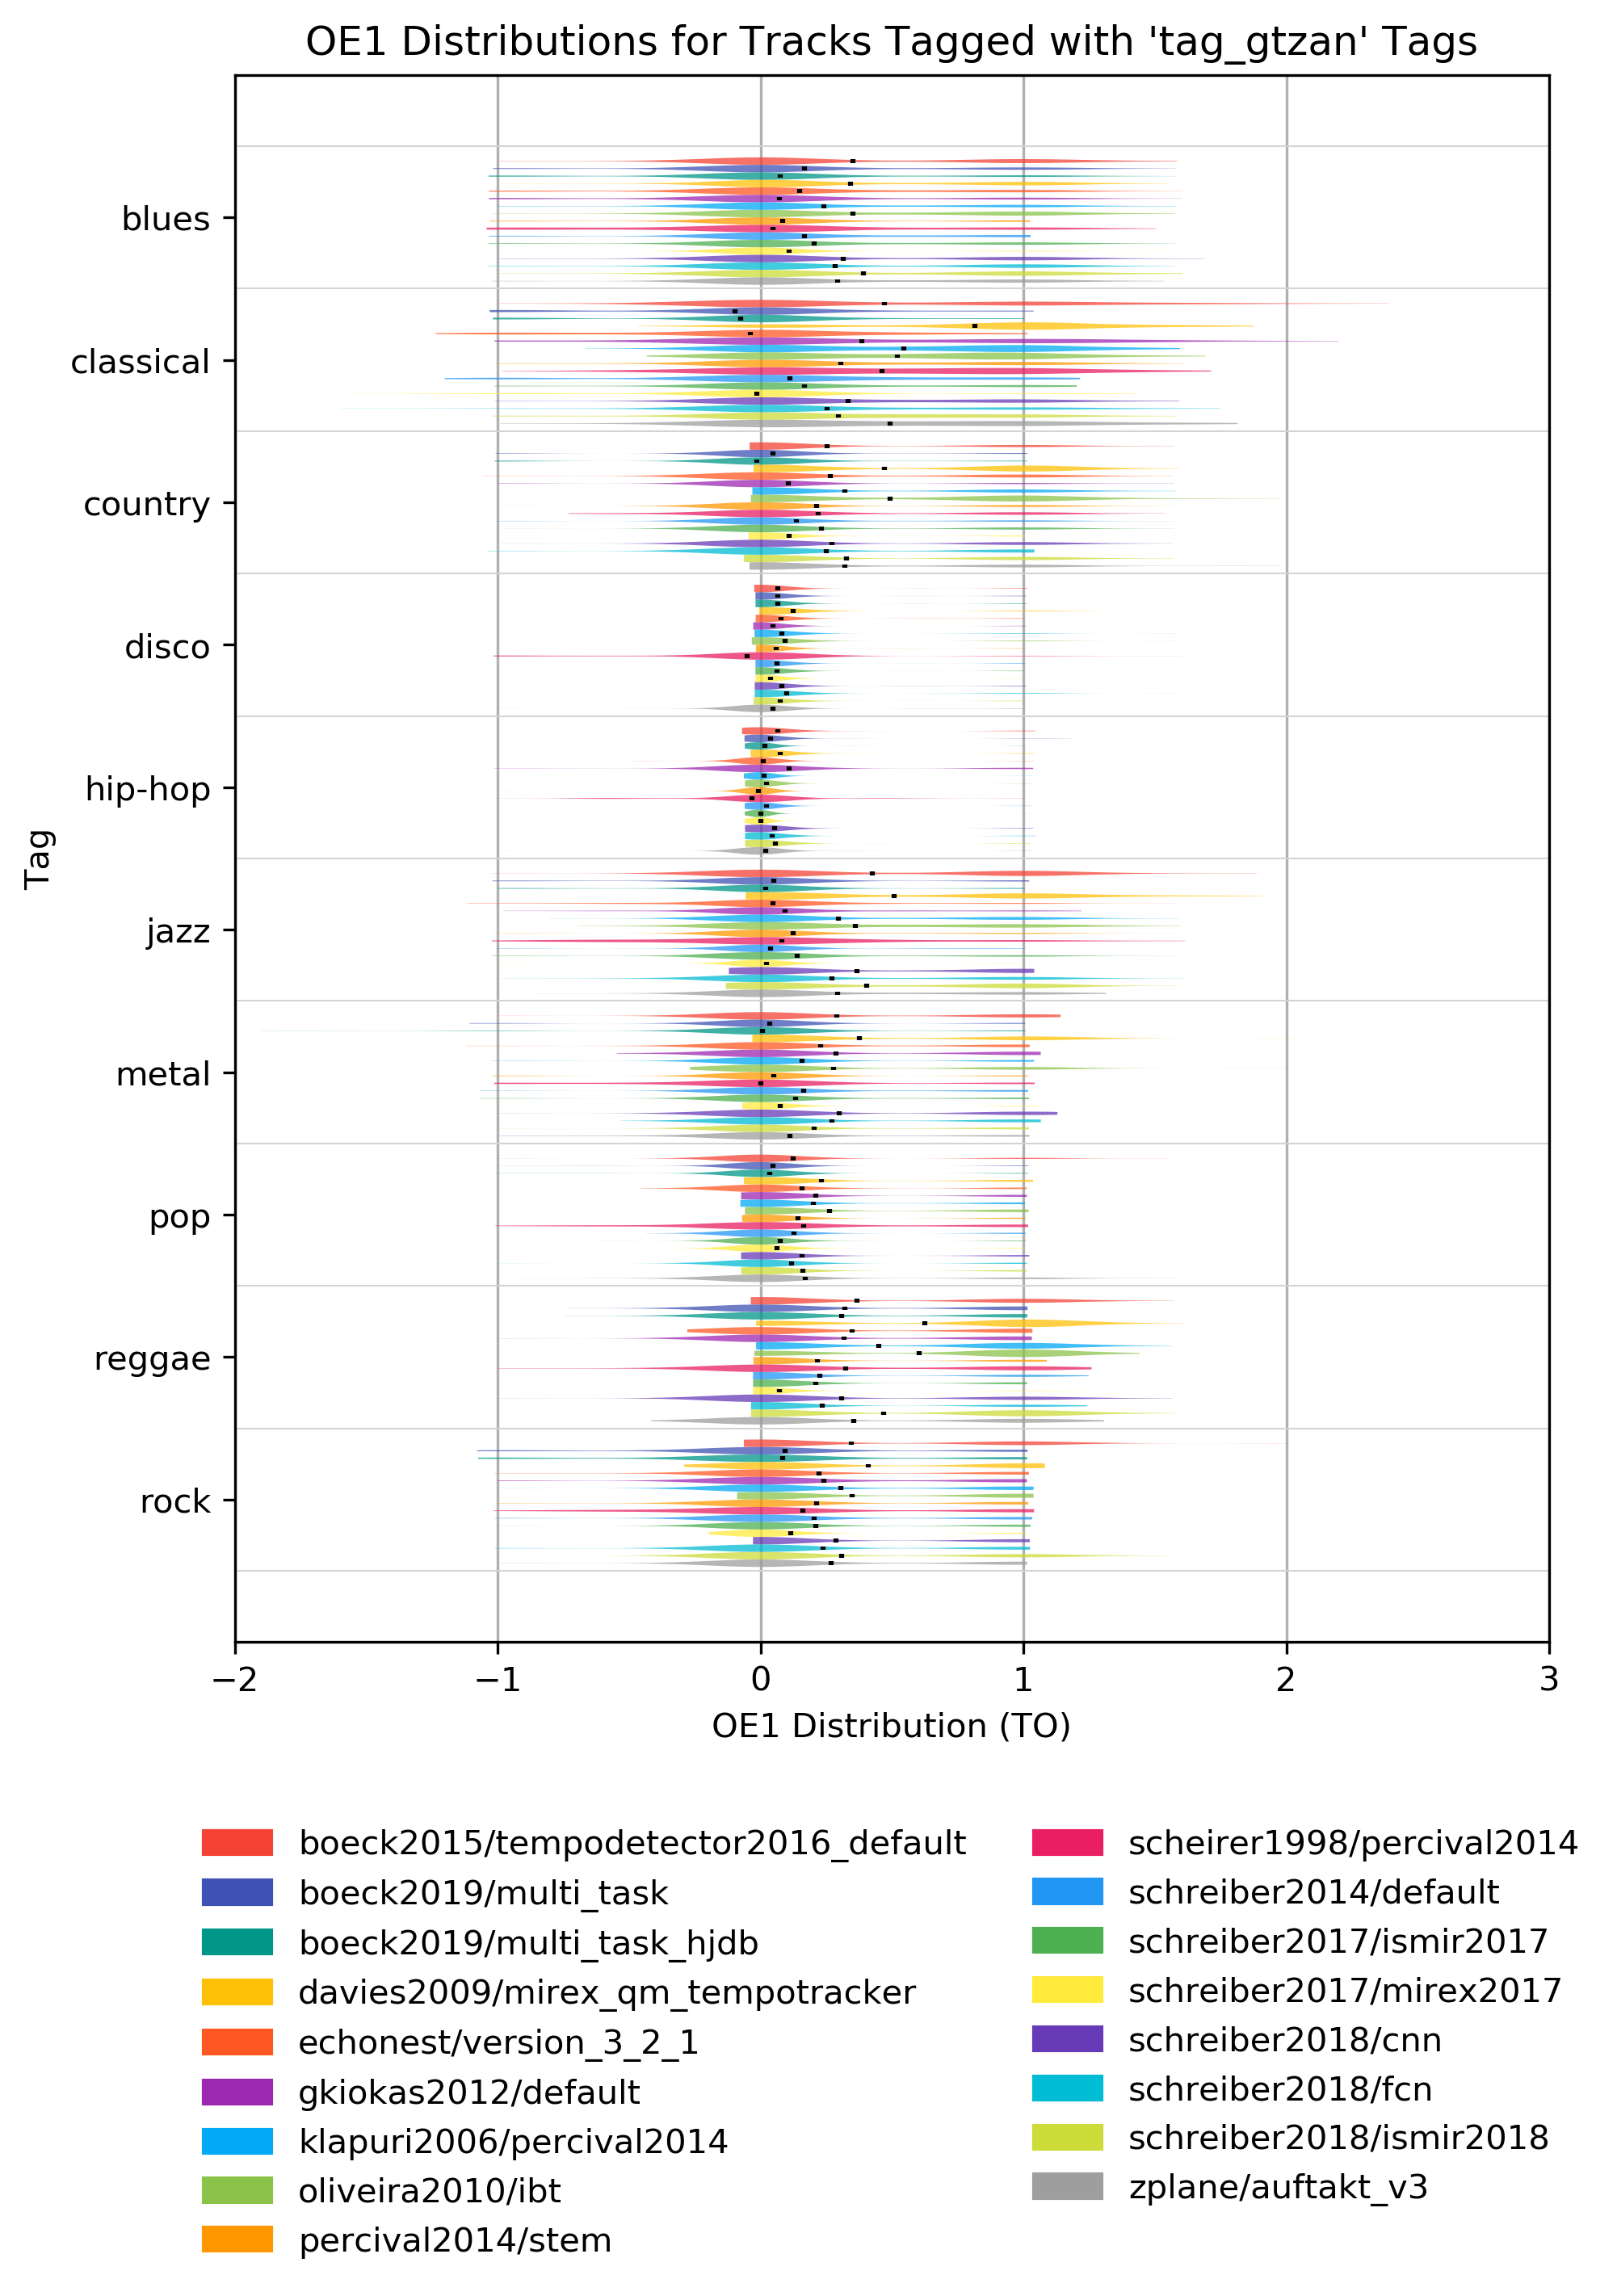 OE1 Distributions for Tracks Tagged with 'tag_gtzan' Tags
blues
classical
country
disco
hip-hop
jazz
metal
pop
reggae
rock
Tag
−2
−1
0
1
2
3
OE1 Distribution (TO)
boeck2015/tempodetector2016_default
boeck2019/multi_task
boeck2019/multi_task_hjdb
davies2009/mirex_qm_tempotracker
echonest/version_3_2_1
gkiokas2012/default
klapuri2006/percival2014
oliveira2010/ibt
percival2014/stem
scheirer1998/percival2014
schreiber2014/default
schreiber2017/ismir2017
schreiber2017/mirex2017
schreiber2018/cnn
schreiber2018/fcn
schreiber2018/ismir2018
zplane/auftakt_v3